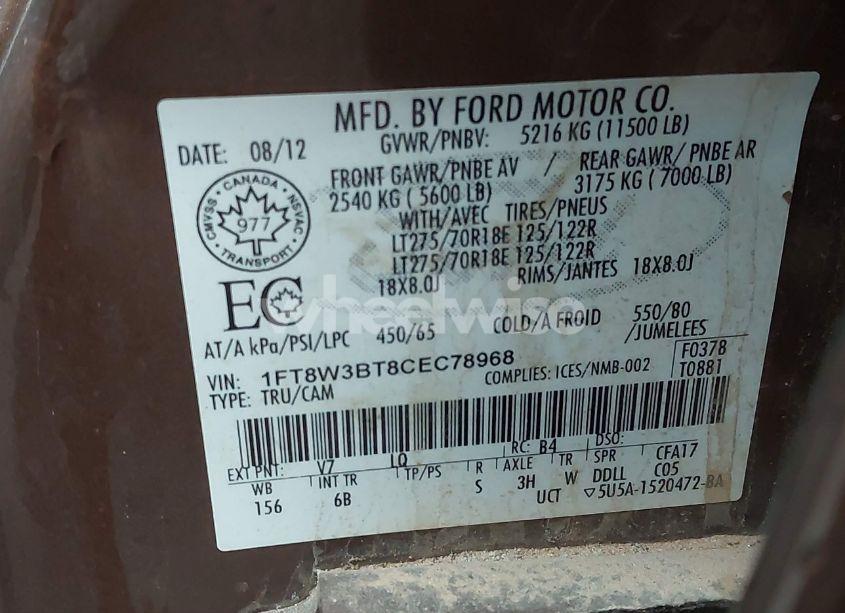 MFD. BY FORD MOTOR CO.
DATE: 08/12 GVWR/PNBV: 5216 KG (11500 LB)
FRONT GAWR/PNBE AV / REAR GAWR/ PNBE AR
2540 KG ( 5600 LB) 3175 KG ( 7000 LB)
WITH/AVEC TIRES/PNEUS
LT275/70R18E 125/122R
LT275/70R18E 125/122R
18X8.0J RIMS/JANTES 18X8.0J
CANADA
CMVSS NSVAC
977
TRANSPORT
EC
wheelwise
AT/A kPa/PSI/LPC 450/65 COLD/A FROID 550/80
/JUMELEES
VIN: 1FT8W3BT8CEC78968 COMPLIES: ICES/NMB-002 F0378
TYPE: TRU/CAM T0881
EXT PNT: V7 LQ RC: B4 DSO:
WB INT TR TP/PS R AXLE TR SPR CFA17
156 6B S 3H W DDLL C05
UCT ▽5U5A-1520472-BA